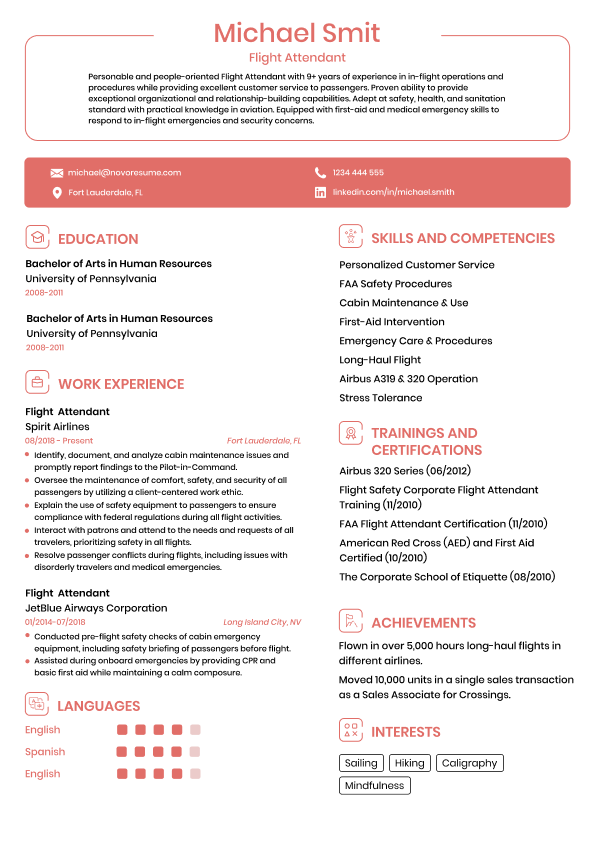 Michael Smit
Flight Attendant
Personable and people-oriented Flight Attendant with 9+ years of experience in in-flight operations and
procedures while providing excellent customer service to passengers. Proven ability to provide
exceptional organizational and relationship-building capabilities. Adept at safety, health, and sanitation
standard with practical knowledge in aviation. Equipped with first-aid and medical emergency skills to
respond to in-flight emergencies and security concerns.
michael@novoresume.com
1234 444 555
Fort Lauderdale, FL
linkedin.com/in/michael.smith
EDUCATION
Bachelor of Arts in Human Resources
University of Pennsylvania
2008-2011
Bachelor of Arts in Human Resources
University of Pennsylvania
2008-2011
WORK EXPERIENCE
Flight Attendant
Spirit Airlines
08/2018 - Present Fort Lauderdale, FL
Identify, document, and analyze cabin maintenance issues and
promptly report findings to the Pilot-in-Command.
Oversee the maintenance of comfort, safety, and security of all
passengers by utilizing a client-centered work ethic.
Explain the use of safety equipment to passengers to ensure
compliance with federal regulations during all flight activities.
Interact with patrons and attend to the needs and requests of all
travelers, prioritizing safety in all flights.
Resolve passenger conflicts during flights, including issues with
disorderly travelers and medical emergencies.
Flight Attendant
JetBlue Airways Corporation
01/2014-07/2018 Long Island City, NV
Conducted pre-flight safety checks of cabin emergency
equipment, including safety briefing of passengers before flight.
Assisted during onboard emergencies by providing CPR and
basic first aid while maintaining a calm composure.
LANGUAGES
English
Spanish
English
SKILLS AND COMPETENCIES
Personalized Customer Service
FAA Safety Procedures
Cabin Maintenance & Use
First-Aid Intervention
Emergency Care & Procedures
Long-Haul Flight
Airbus A319 & 320 Operation
Stress Tolerance
TRAININGS AND
CERTIFICATIONS
Airbus 320 Series (06/2012)
Flight Safety Corporate Flight Attendant
Training (11/2010)
FAA Flight Attendant Certification (11/2010)
American Red Cross (AED) and First Aid
Certified (10/2010)
The Corporate School of Etiquette (08/2010)
ACHIEVEMENTS
Flown in over 5,000 hours long-haul flights in
different airlines.
Moved 10,000 units in a single sales transaction
as a Sales Associate for Crossings.
INTERESTS
Sailing Hiking Caligraphy
Mindfulness